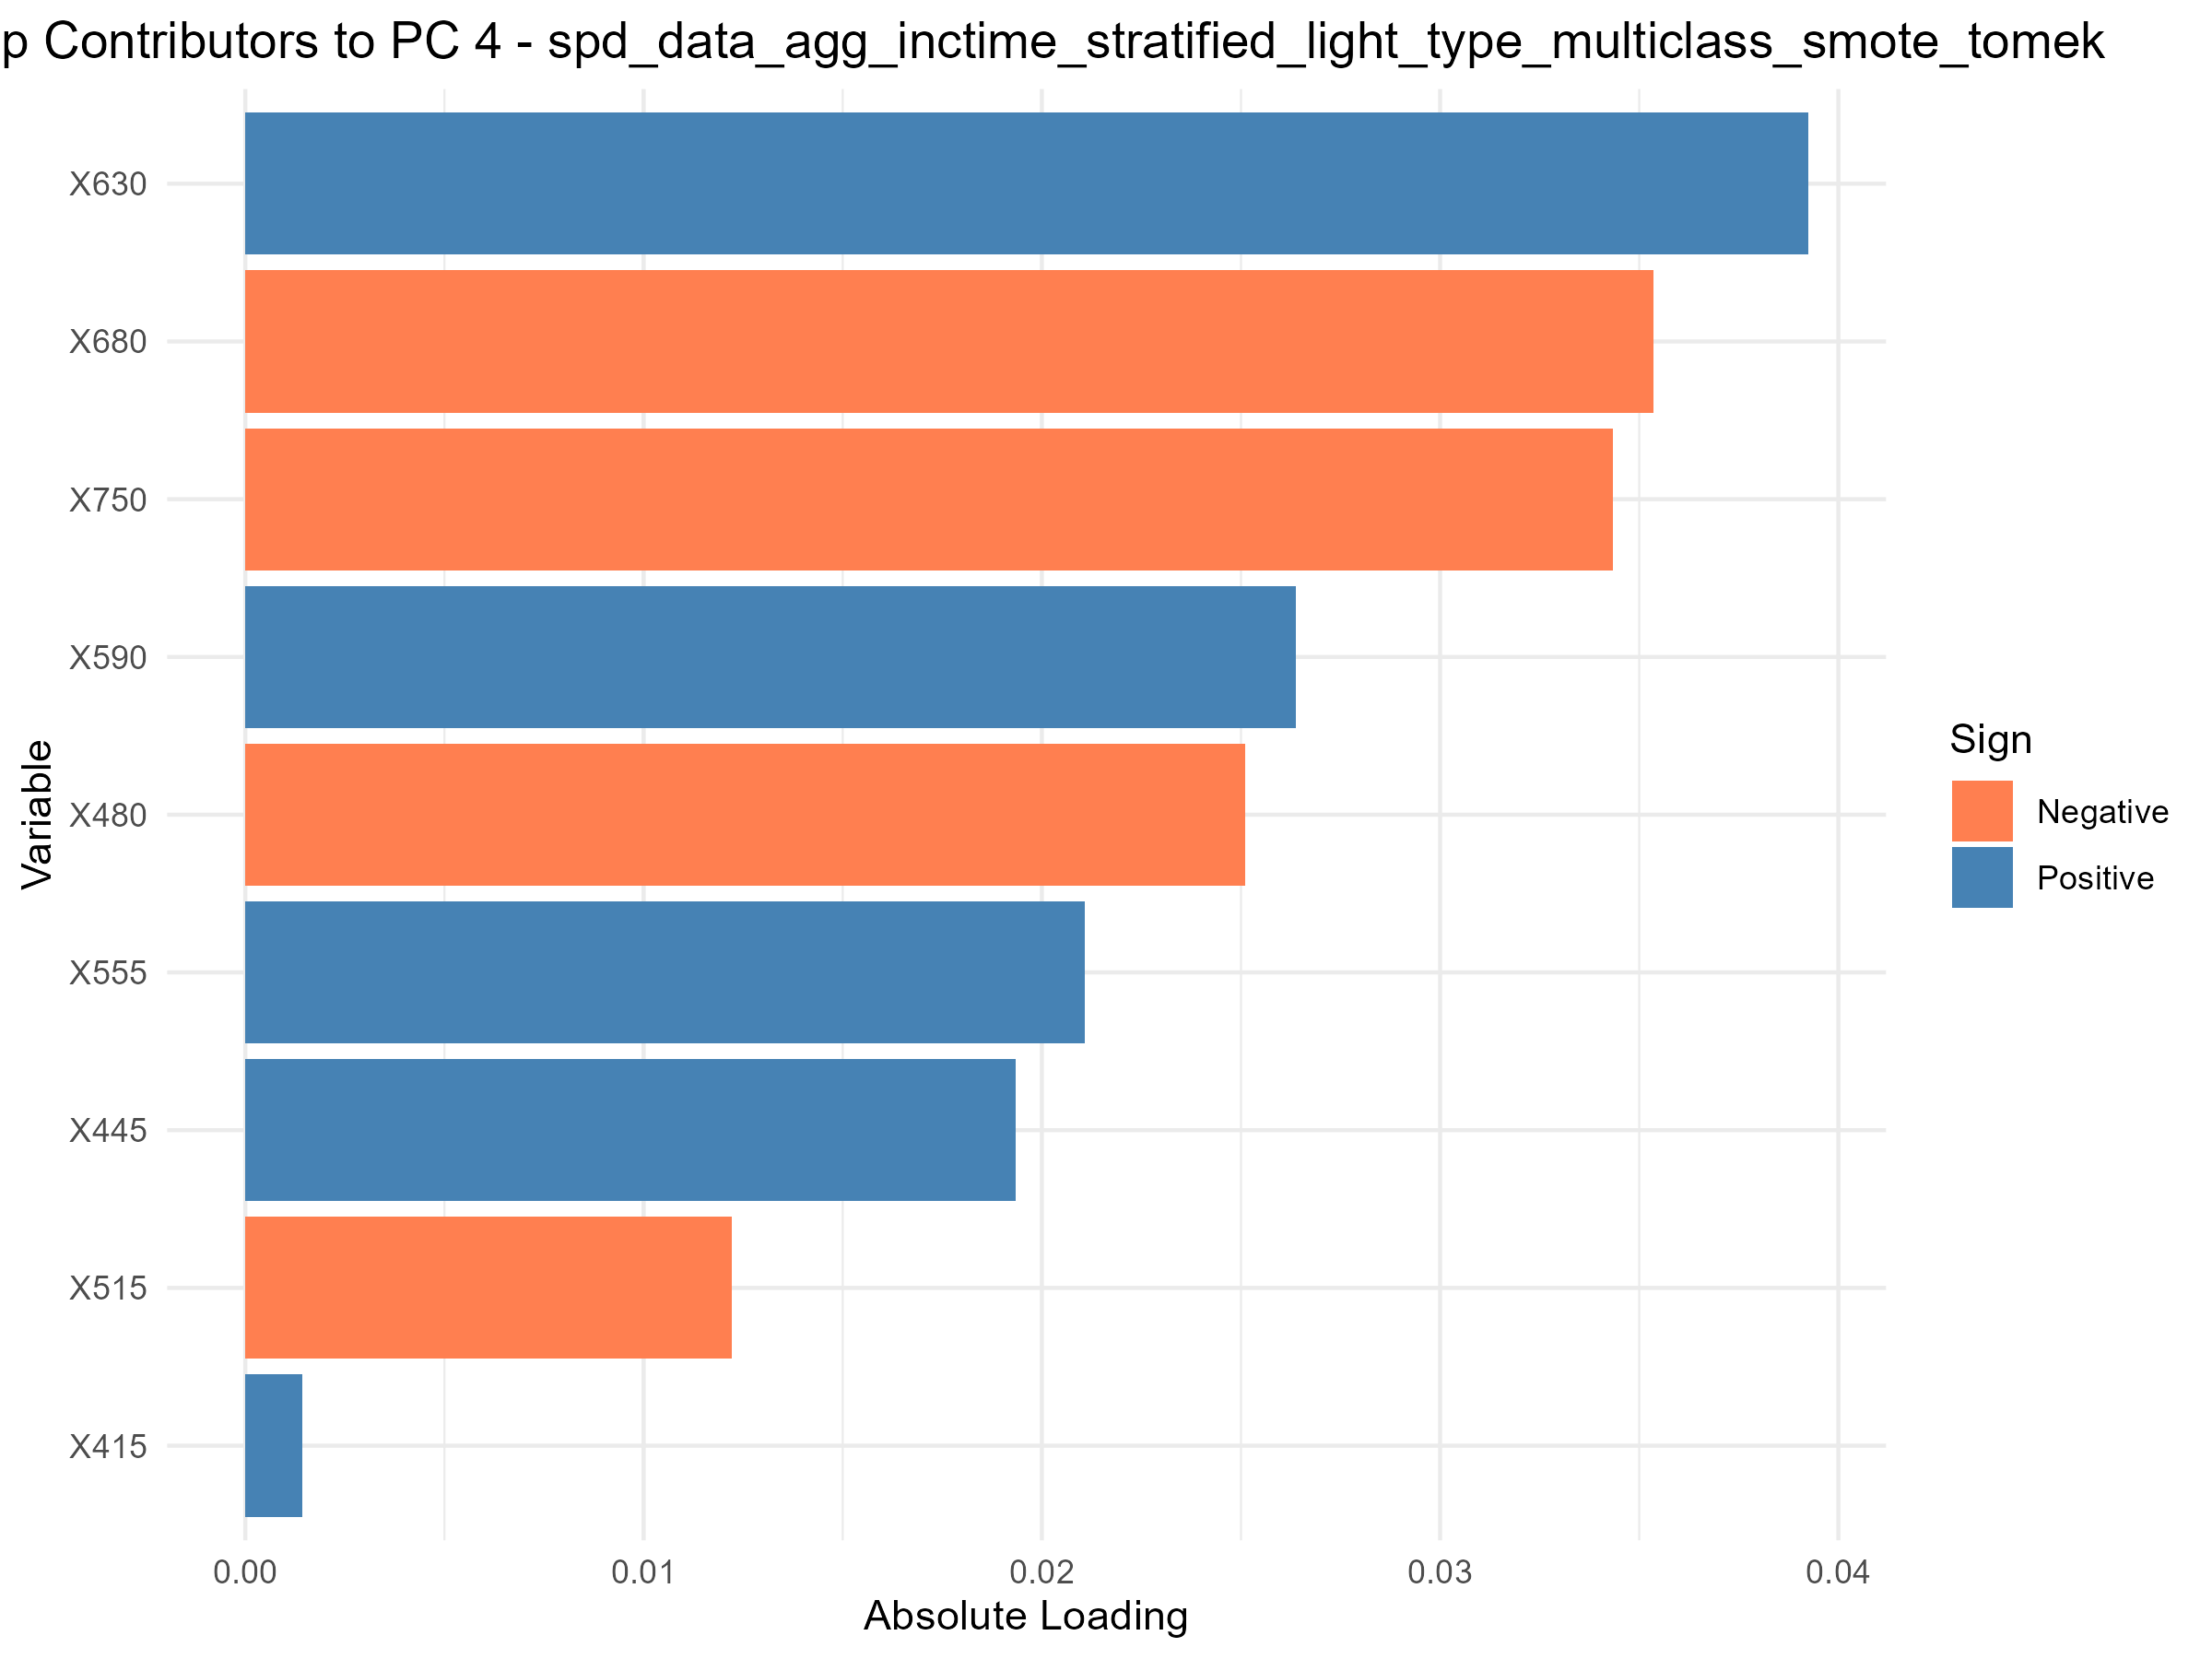 p Contributors to PC 4 - spd_data_agg_inctime_stratified_light_type_multiclass_smote_tomek
X630
X680
X750
X590
X480
X555
X445
X515
X415
Variable
0.00 0.01 0.02 0.03 0.04
Absolute Loading
Sign
Negative
Positive